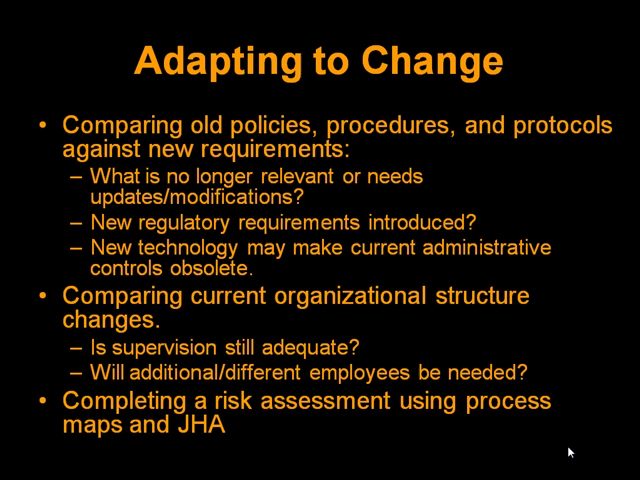 Adapting to Change
• Comparing old policies, procedures, and protocols
against new requirements:
– What is no longer relevant or needs
updates/modifications?
– New regulatory requirements introduced?
– New technology may make current administrative
controls obsolete.
• Comparing current organizational structure
changes.
– Is supervision still adequate?
– Will additional/different employees be needed?
• Completing a risk assessment using process
maps and JHA